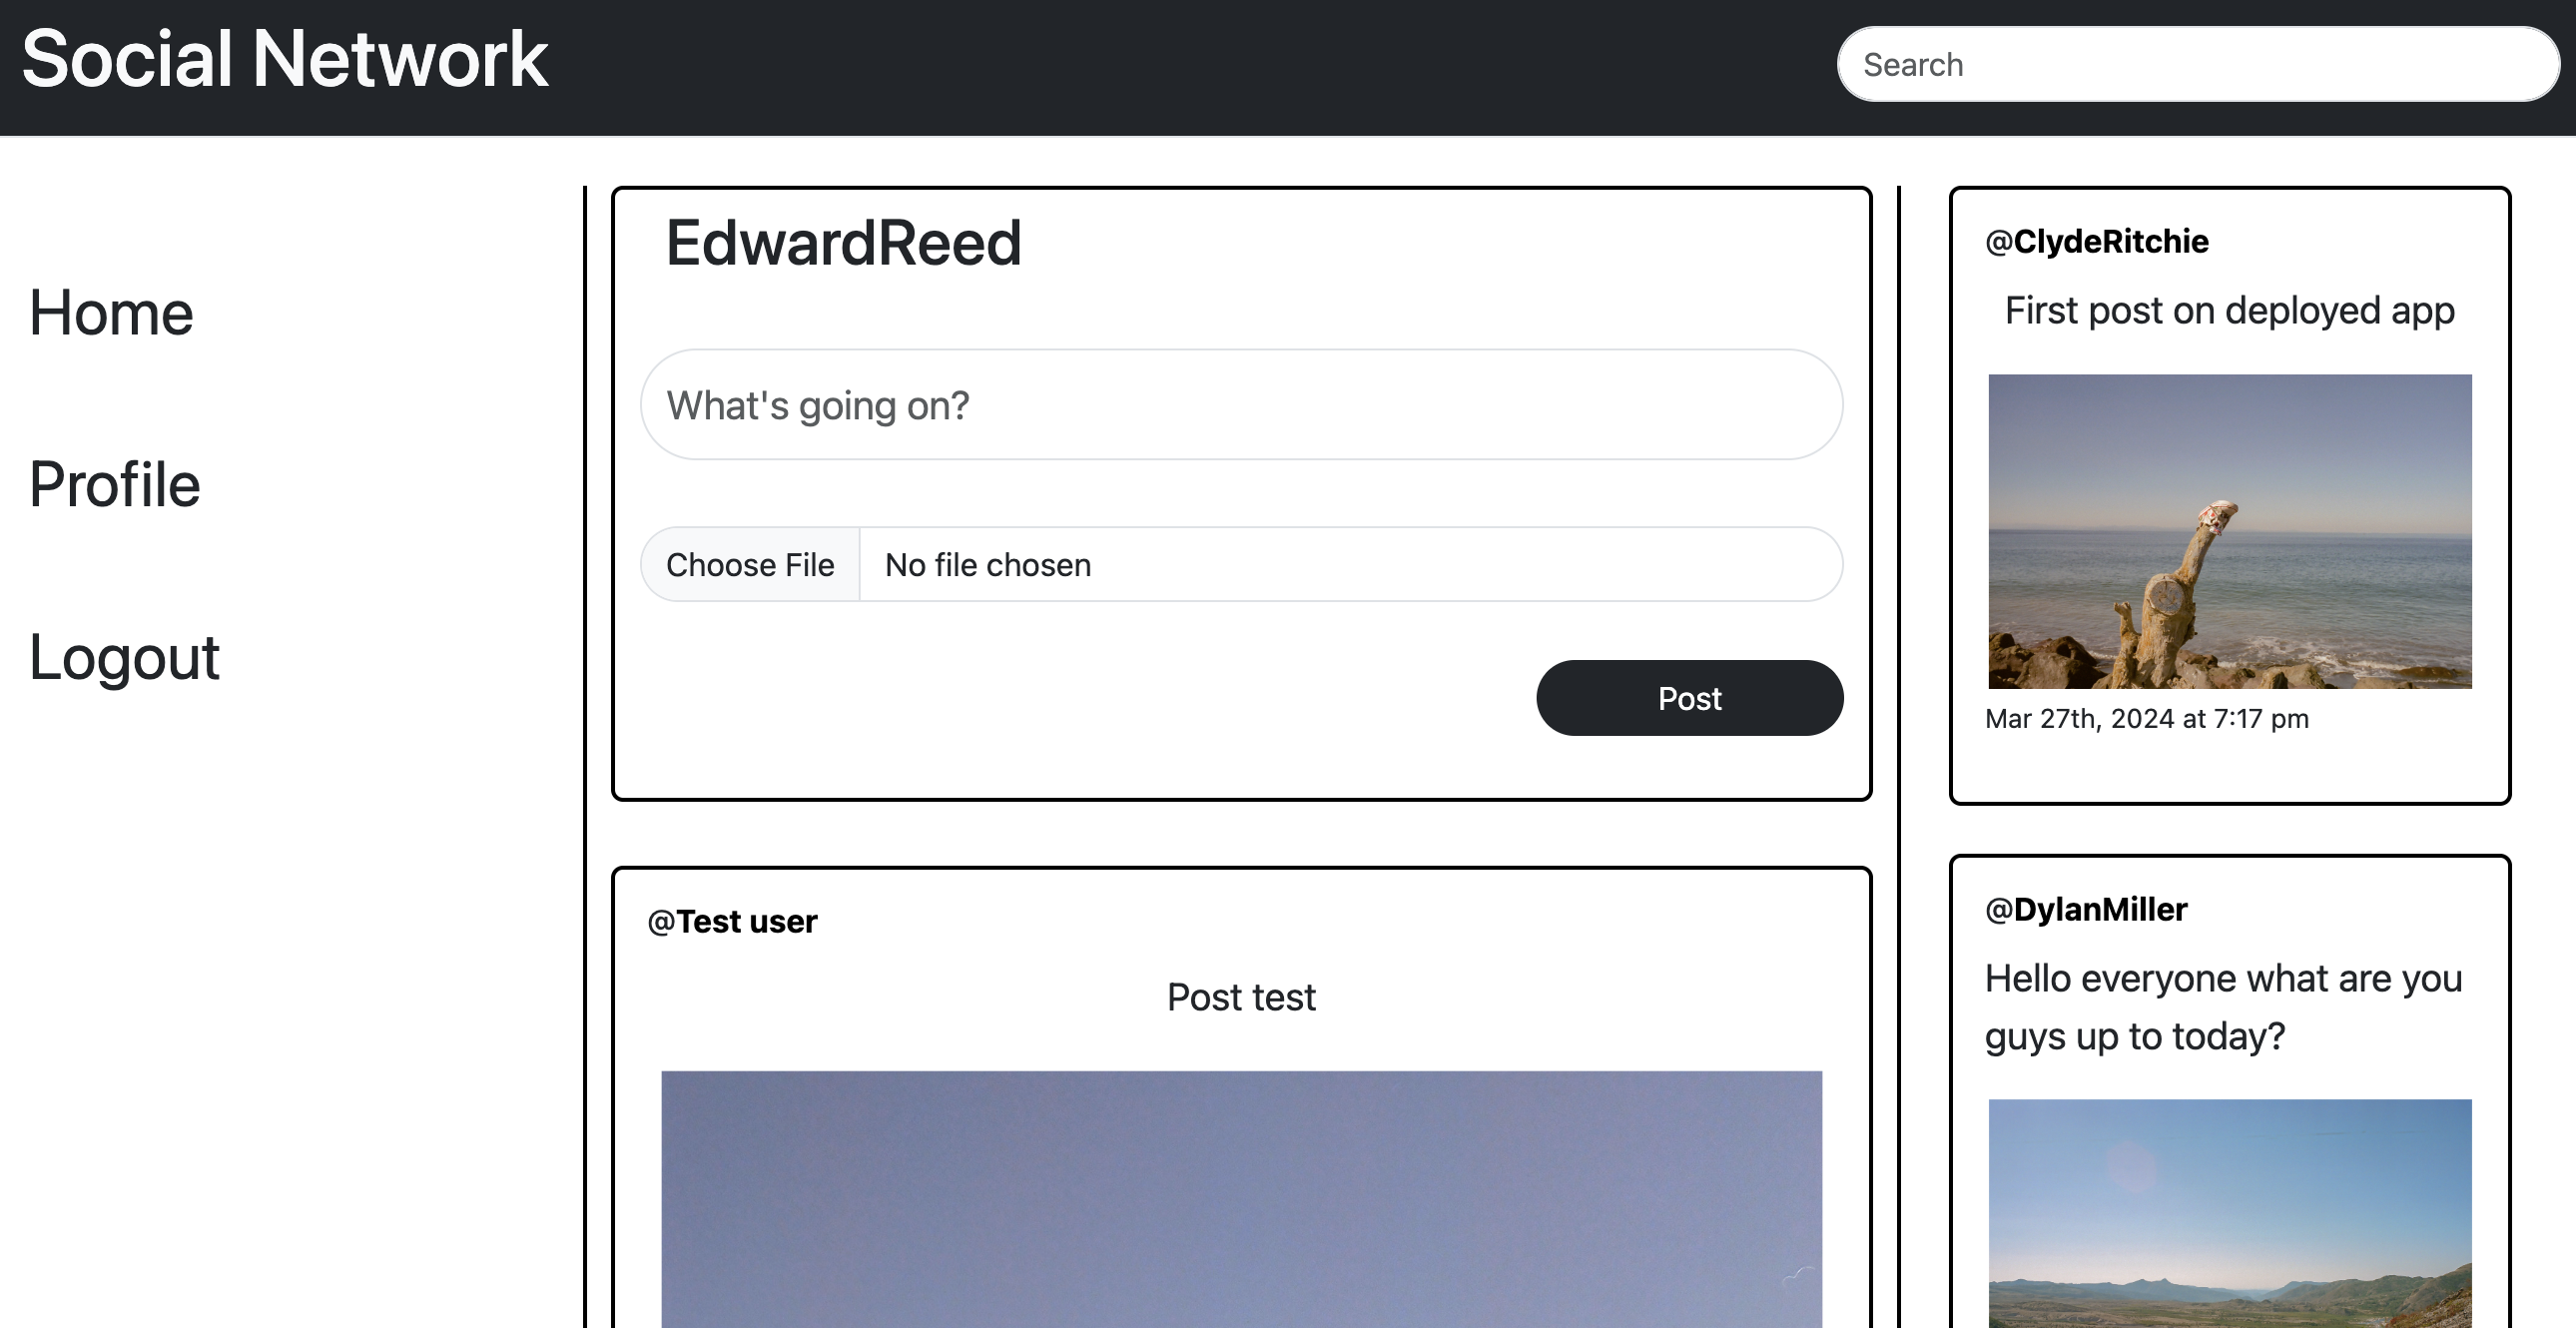 Social Network
Search
Home
Profile
Logout
EdwardReed
What's going on?
Choose File
No file chosen
Post
@Test user
Post test
@ClydeRitchie
First post on deployed app
Mar 27th, 2024 at 7:17 pm
@DylanMiller
Hello everyone what are you
guys up to today?